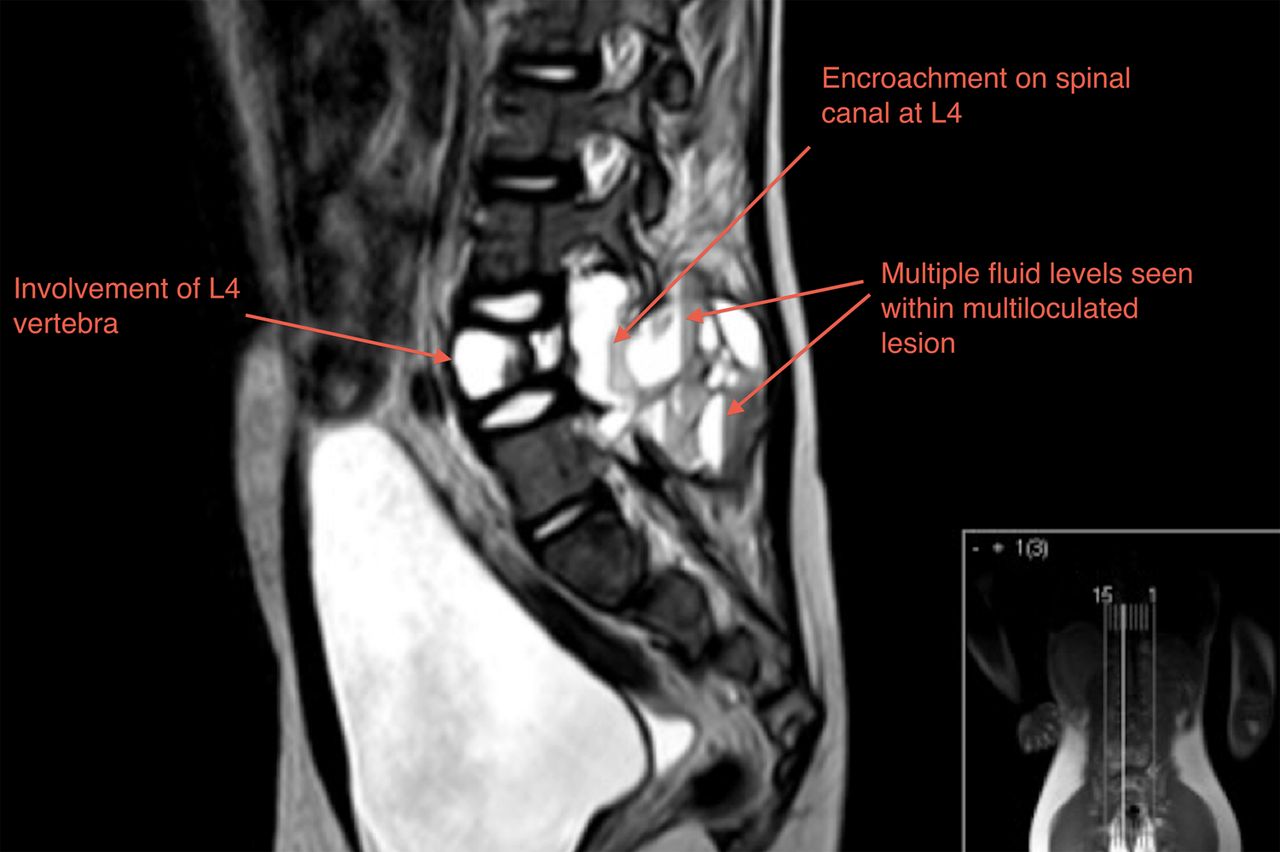 Encroachment on spinal
canal at L4
Involvement of L4
vertebra
Multiple fluid levels seen
within multiloculated
lesion
- + 1(3)
15 1